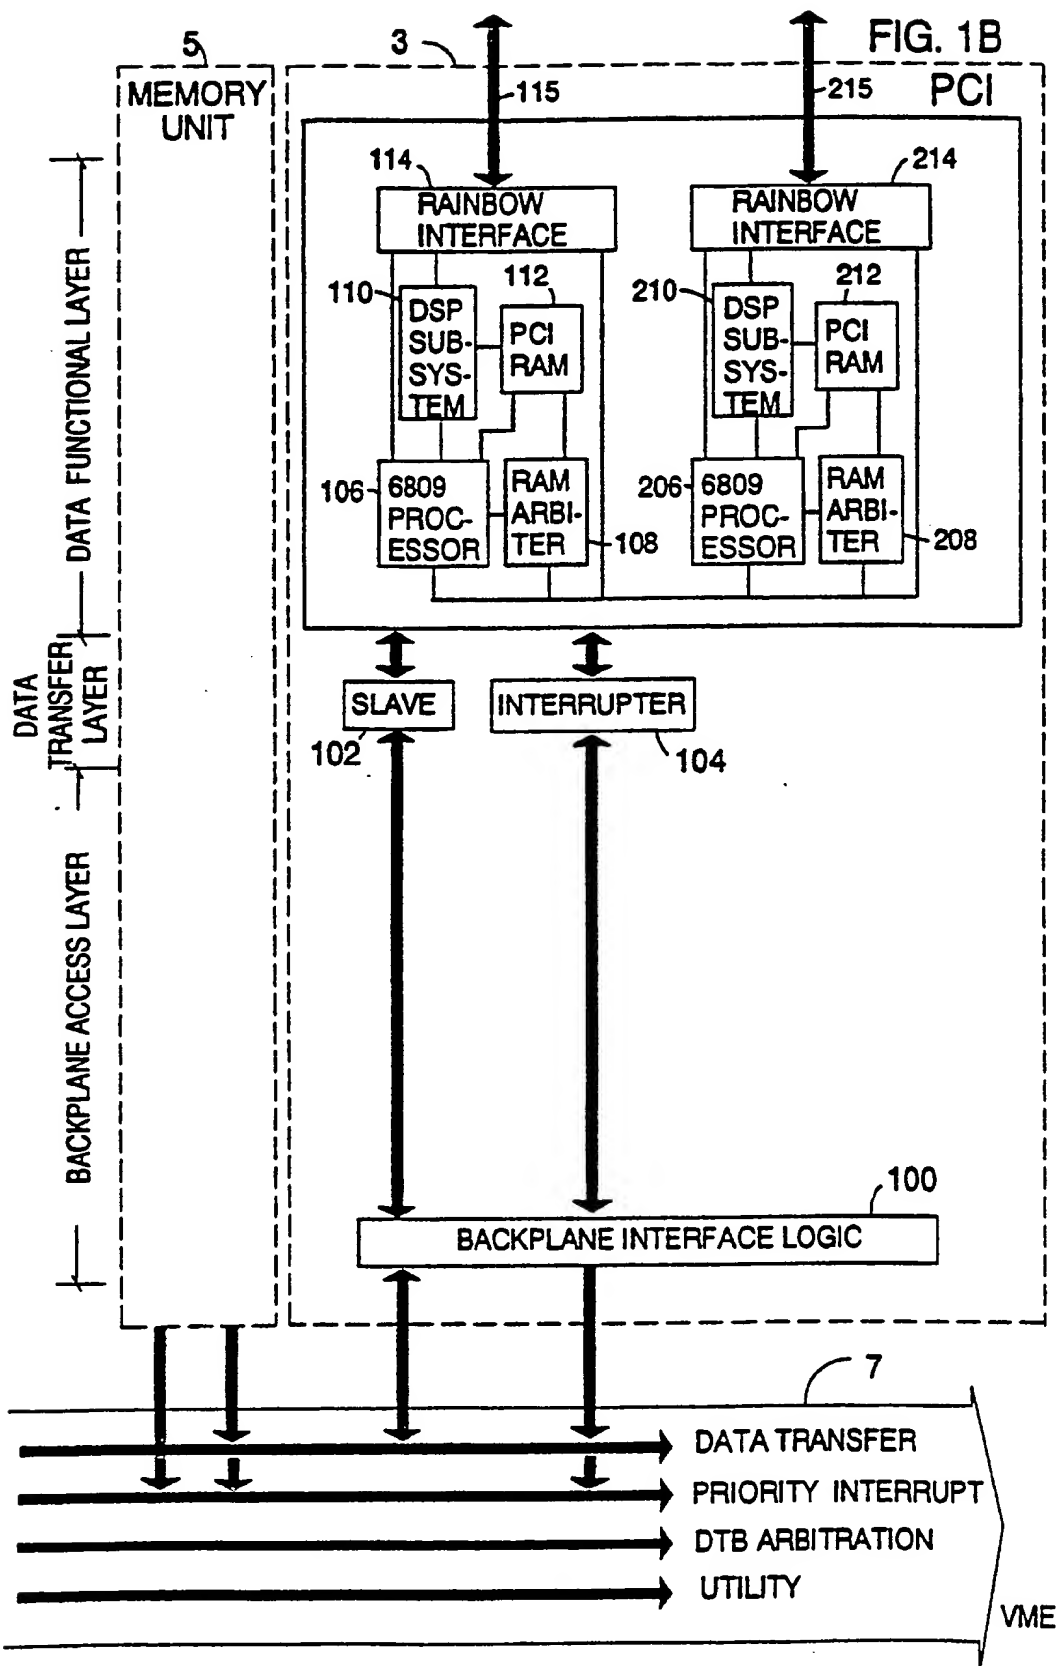 FIG. 1B
5
3
MEMORY
UNIT
115
215
PCI
114
214
RAINBOW
INTERFACE
RAINBOW
INTERFACE
110
112
210
212
DSP
SUB-
SYS-
TEM
PCI
RAM
DSP
SUB-
SYS-
TEM
PCI
RAM
106
6809
PROC-
ESSOR
RAM
ARBI-
TER
108
206
6809
PROC-
ESSOR
RAM
ARBI-
TER
208
DATA FUNCTIONAL LAYER
DATA
TRANSFER
LAYER
SLAVE
INTERRUPTER
102
104
BACKPLANE ACCESS LAYER
100
BACKPLANE INTERFACE LOGIC
7
DATA TRANSFER
PRIORITY INTERRUPT
DTB ARBITRATION
UTILITY
VME